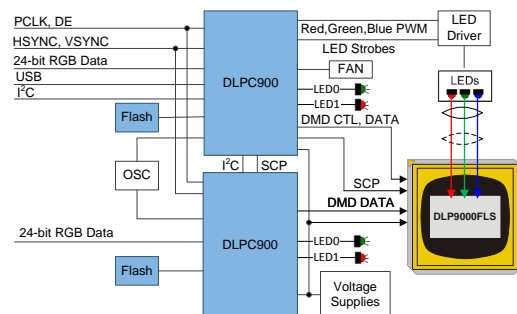 PCLK, DE
HSYNC, VSYNC
24-bit RGB Data
USB
I²C
Flash
OSC
DLPC900
Red,Green,Blue PWM
LED Strobes
LED Driver
FAN
LED0
LED1
LEDs
DMD CTL, DATA
I²C
SCP
SCP
DMD DATA
DLP9000FLS
24-bit RGB Data
Flash
DLPC900
LED0
LED1
Voltage Supplies